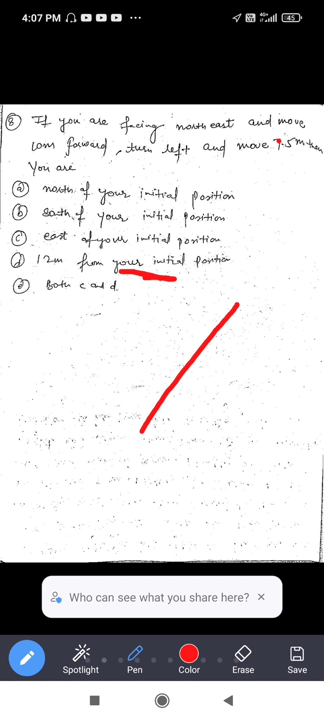 4:07 PM
45
⑧ If you are facing north east and move
10m forward, turn left and move 7.5m then
You are
ⓐ north of your initial position
ⓑ south of your initial position
ⓒ east of your initial position
ⓓ 12m from your initial position
ⓔ Both c and d
Who can see what you share here?
Spotlight Pen Color Erase Save